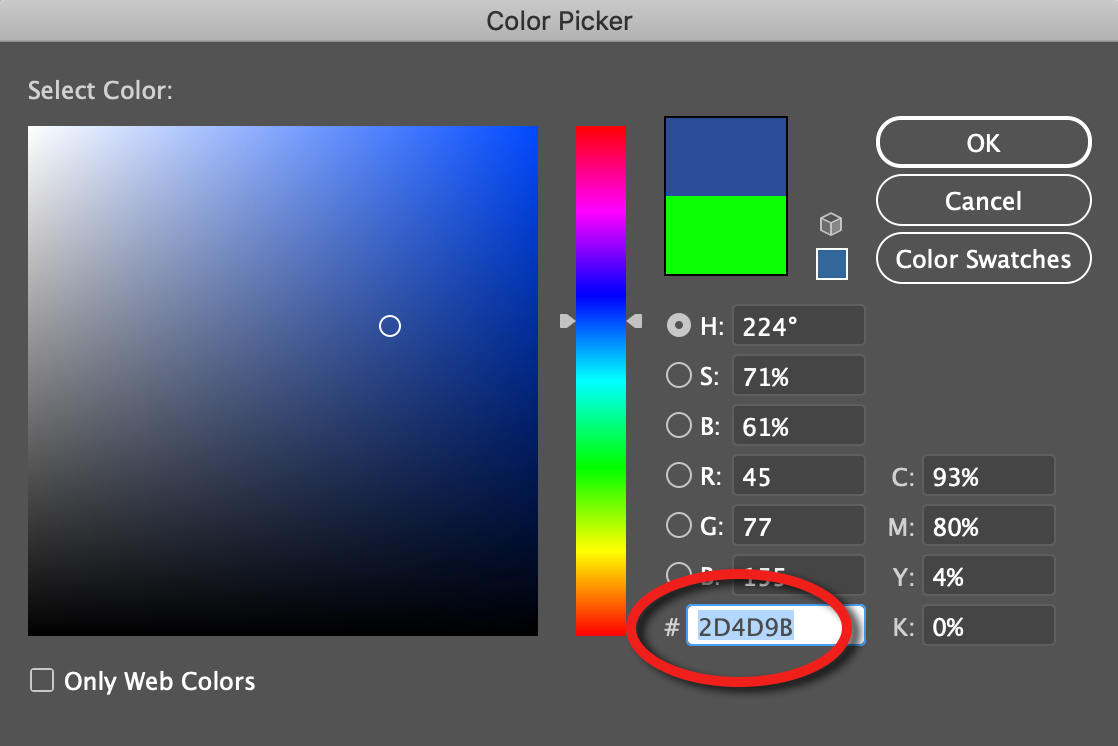 Color Picker
Select Color:
OK
Cancel
Color Swatches
H: 224°
S: 71%
B: 61%
R: 45
G: 77
B: 155
# 2D4D9B
C: 93%
M: 80%
Y: 4%
K: 0%
Only Web Colors